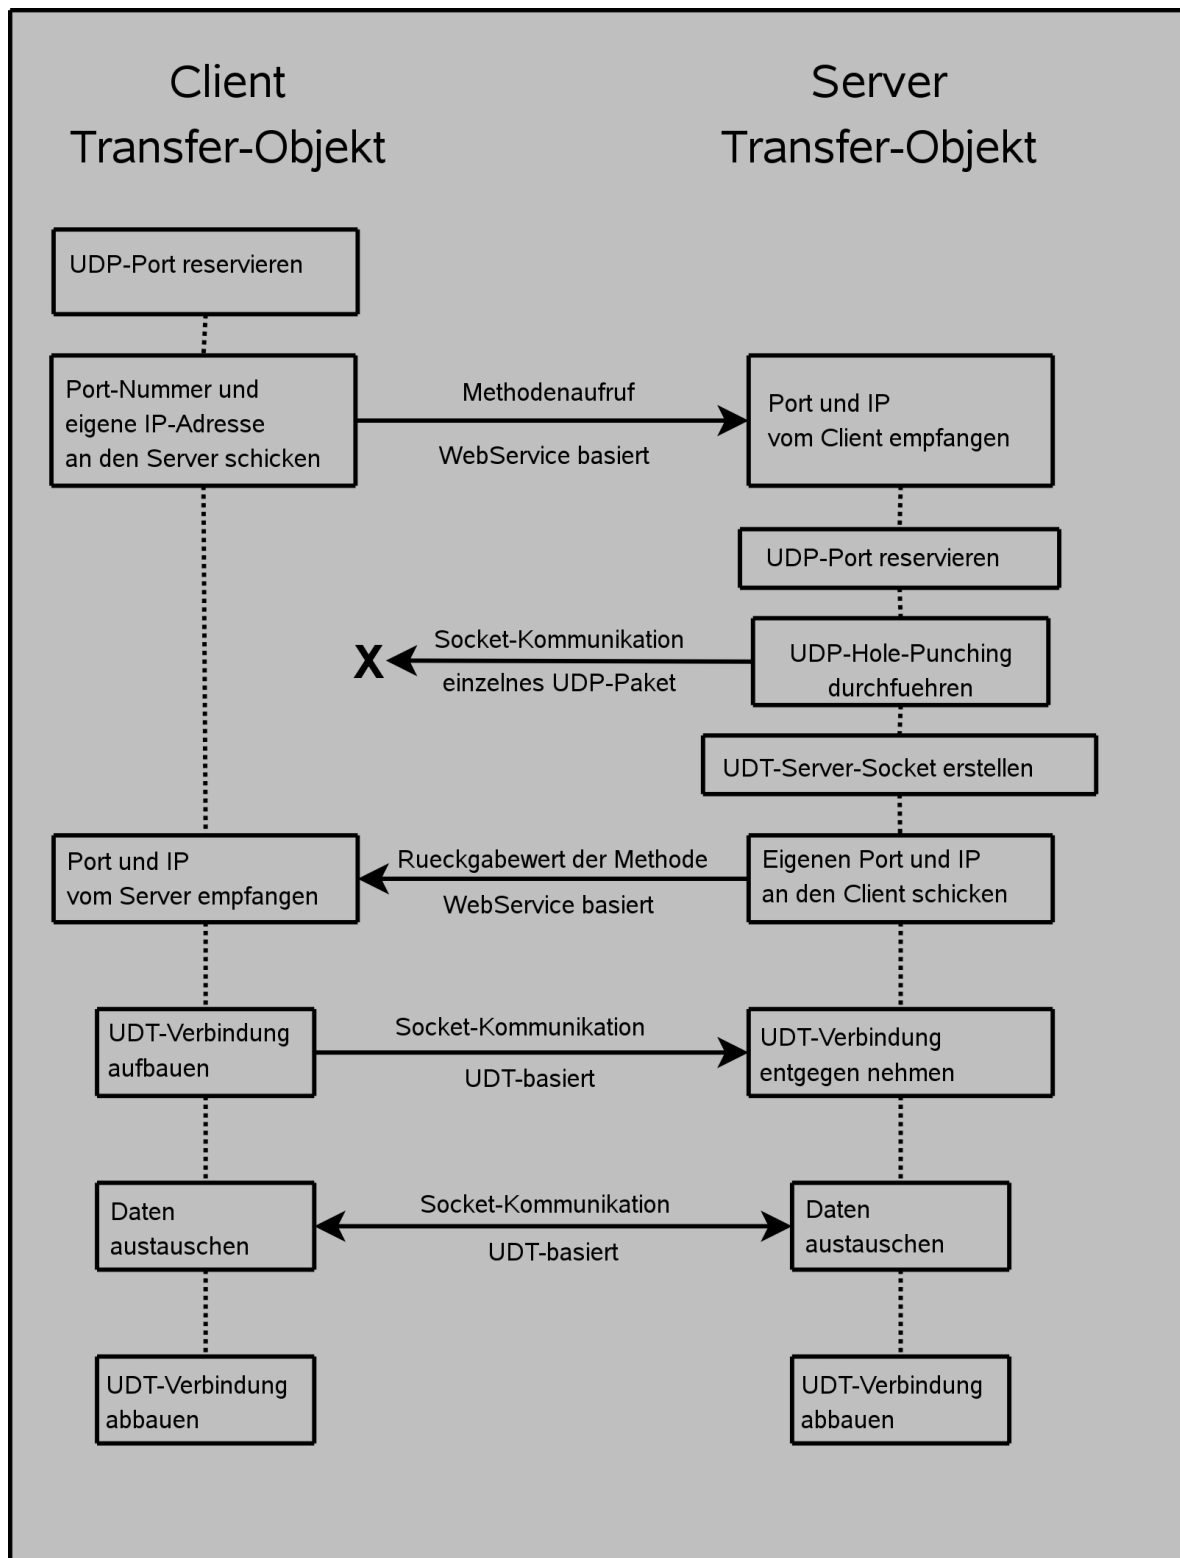 Client
Transfer-Objekt
Server
Transfer-Objekt
UDP-Port reservieren
Port-Nummer und
eigene IP-Adresse
an den Server schicken
Methodenaufruf
WebService basiert
Port und IP
vom Client empfangen
UDP-Port reservieren
UDP-Hole-Punching
durchfuehren
Socket-Kommunikation
einzelnes UDP-Paket
X
UDT-Server-Socket erstellen
Eigenen Port und IP
an den Client schicken
Rueckgabewert der Methode
WebService basiert
Port und IP
vom Server empfangen
UDT-Verbindung
aufbauen
Socket-Kommunikation
UDT-basiert
UDT-Verbindung
entgegen nehmen
Daten
austauschen
Socket-Kommunikation
UDT-basiert
Daten
austauschen
UDT-Verbindung
abbauen
UDT-Verbindung
abbauen